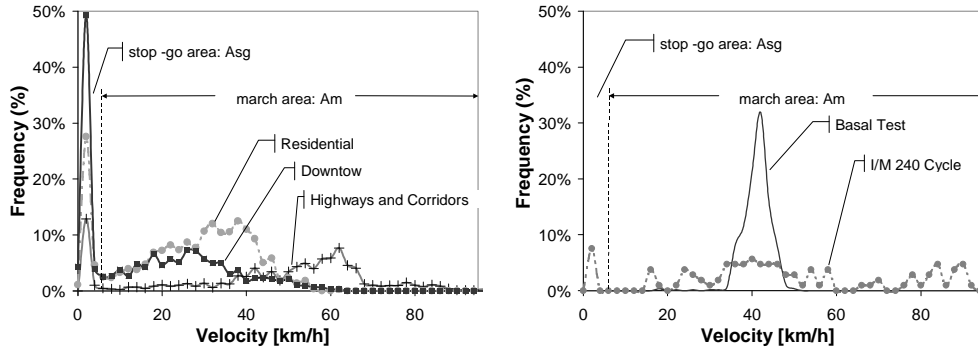 50%
40%
30%
20%
10%
0%
Frequency (%)
0 20 40 60 80
Velocity [km/h]
stop -go area: Asg
march area: Am
Residential
Downtow
Highways and Corridors
50%
40%
30%
20%
10%
0%
Frequency (%)
0 20 40 60 80
Velocity [km/h]
stop -go area: Asg
march area: Am
Basal Test
I/M 240 Cycle